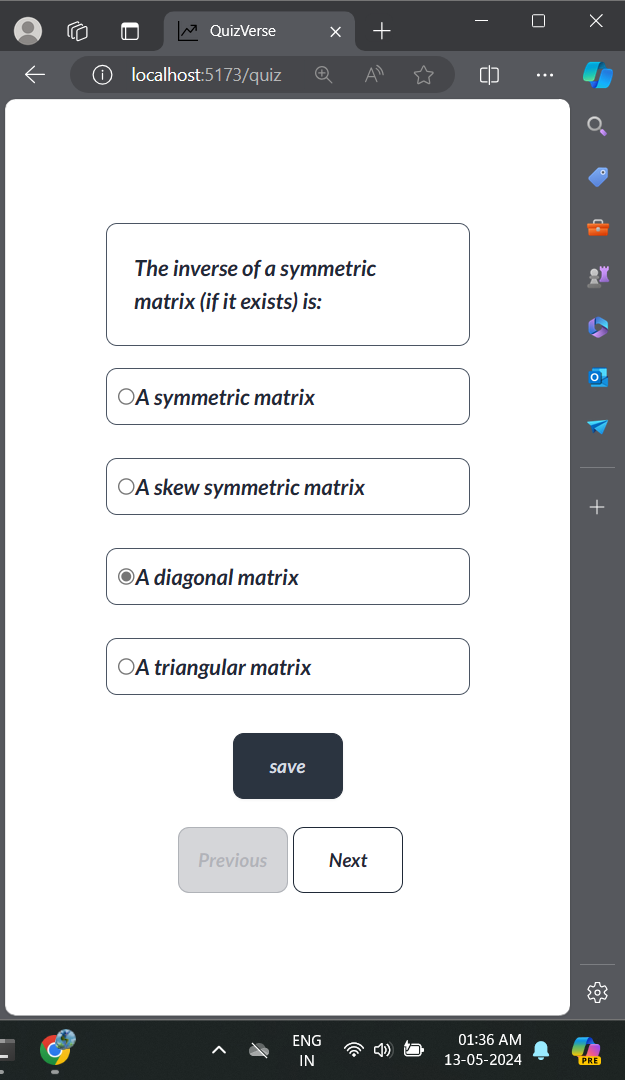 QuizVerse
localhost:5173/quiz
The inverse of a symmetric
matrix (if it exists) is:
A symmetric matrix
A skew symmetric matrix
A diagonal matrix
A triangular matrix
save
Previous
Next
ENG
IN
01:36 AM
13-05-2024
PRE